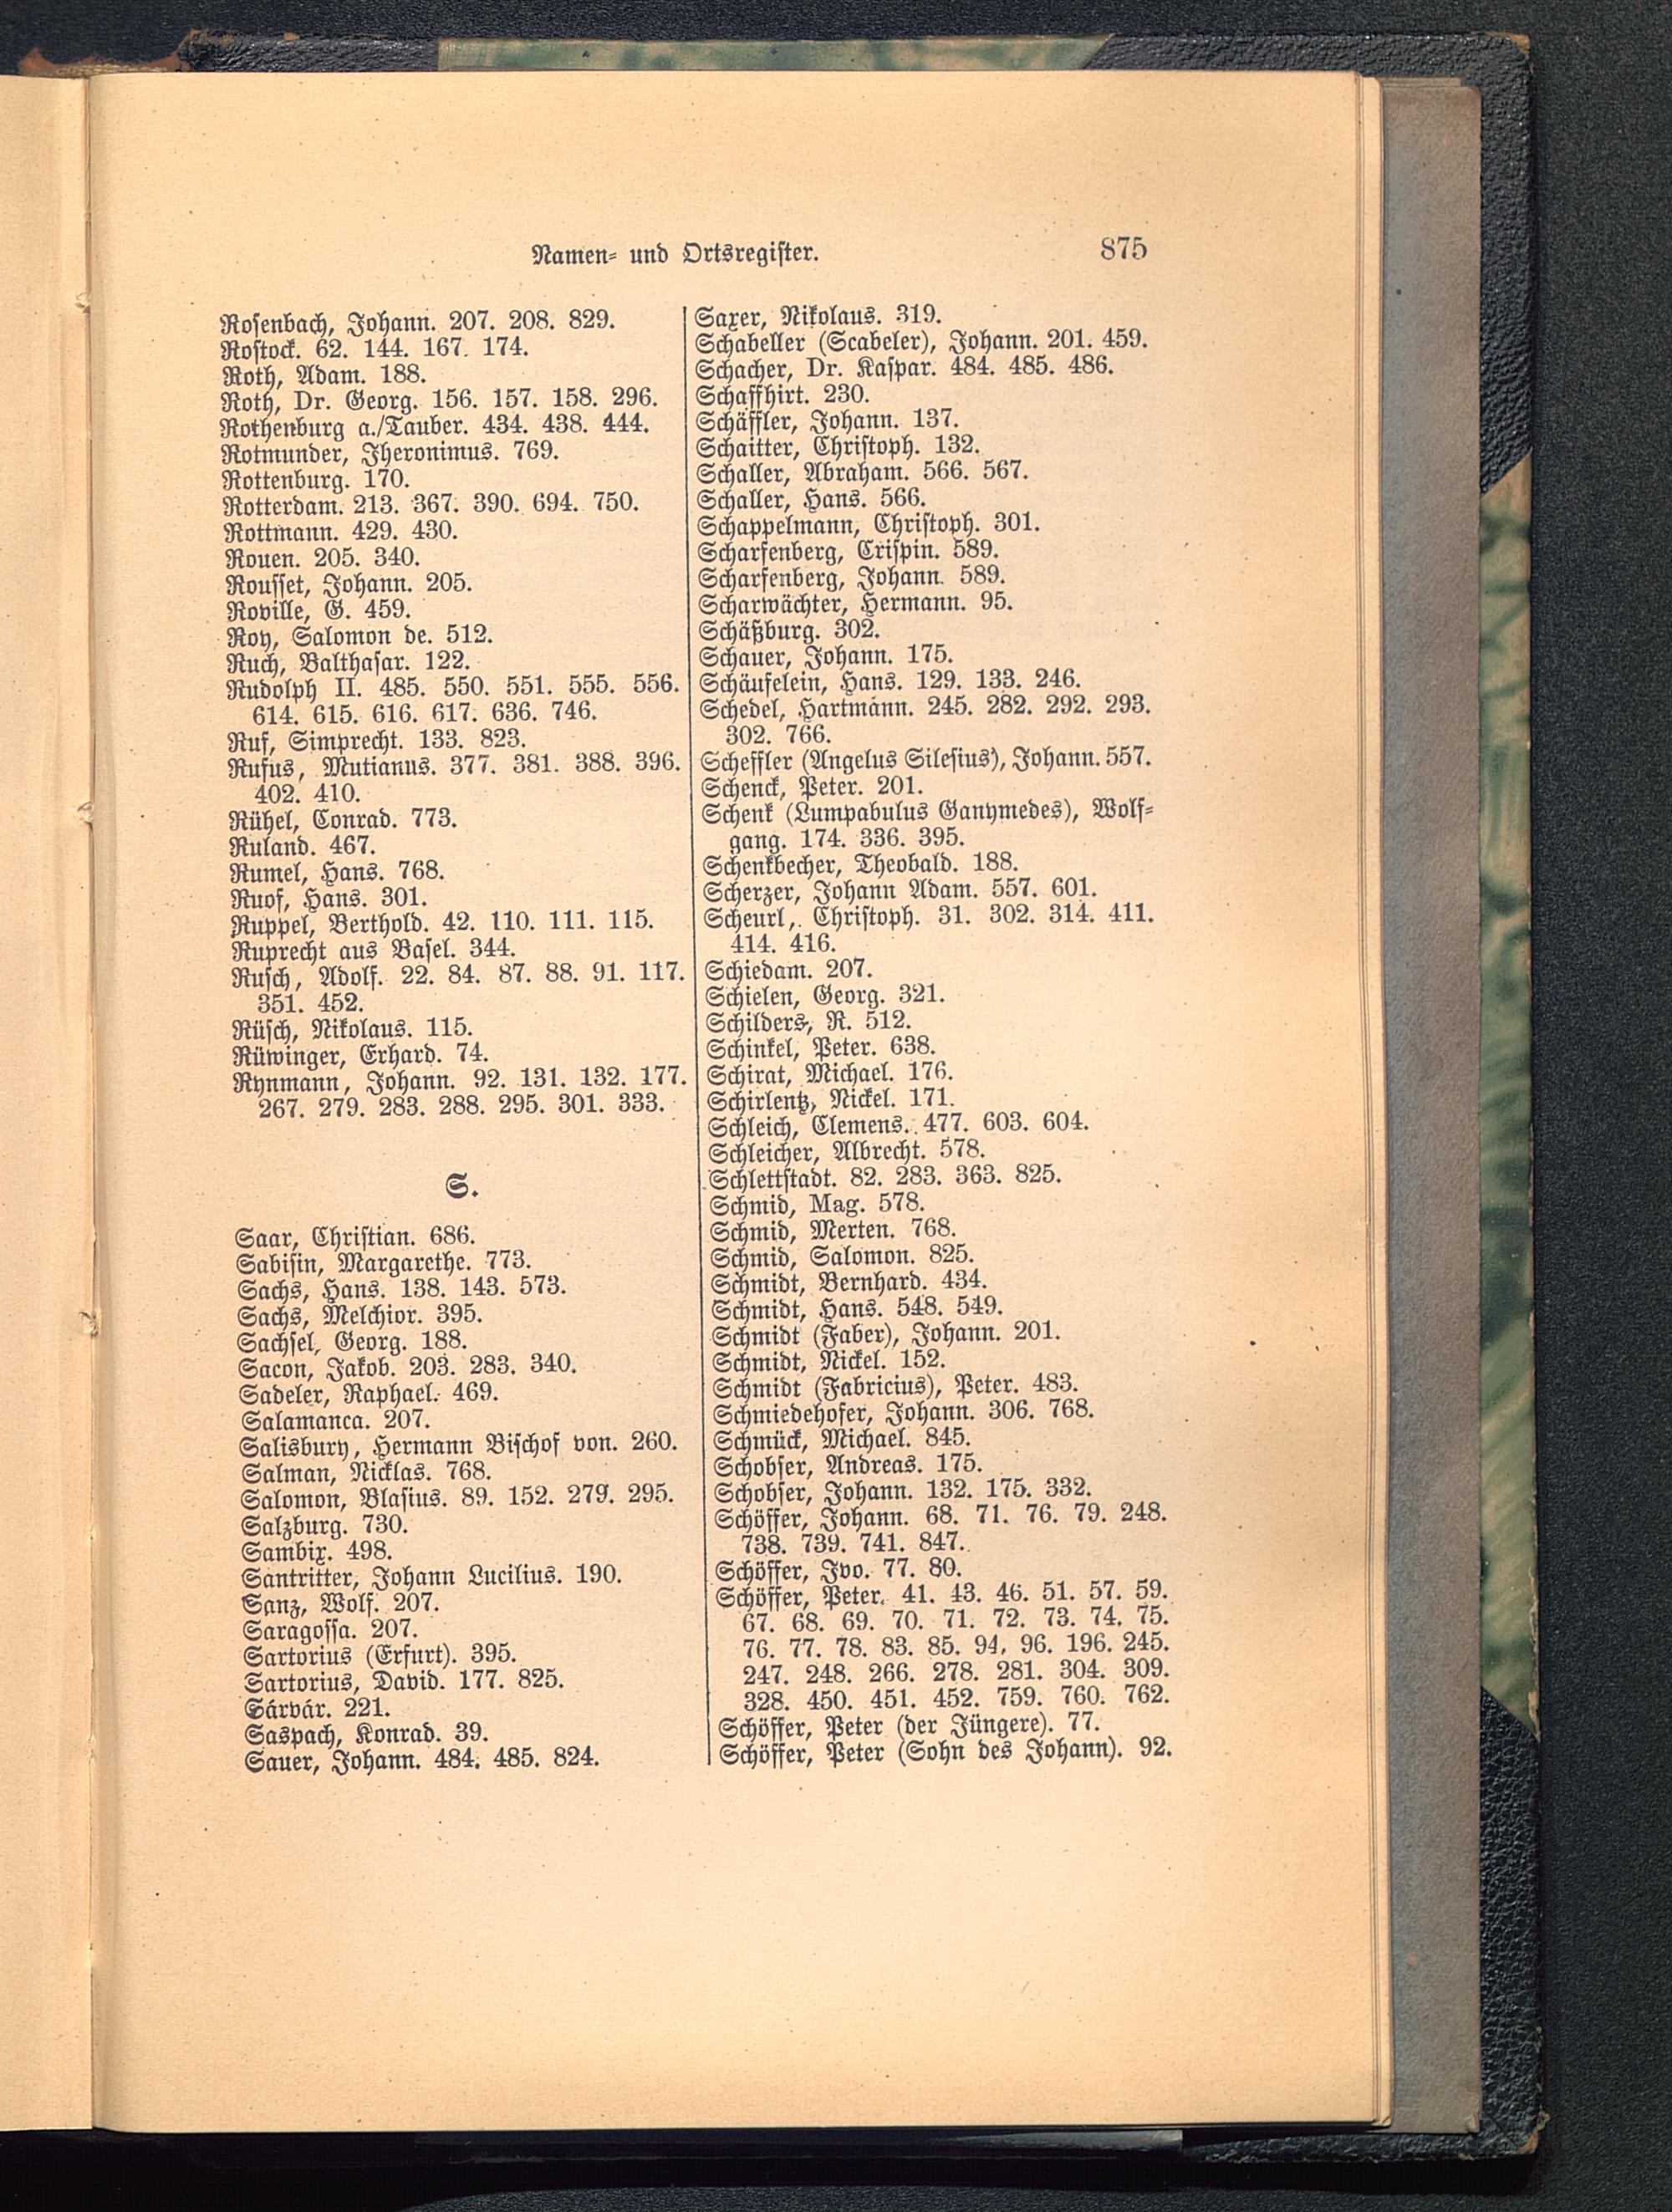 Namen- und Ortsregister. 875
Rosenbach, Johann. 207. 208. 829.
Rostock. 62. 144. 167. 174.
Roth, Adam. 188.
Roth, Dr. Georg. 156. 157. 158. 296.
Rothenburg a./Tauber. 434. 438. 444.
Rotmunder, Jheronimus. 769.
Rottenburg. 170.
Rotterdam. 213. 367. 390. 694. 750.
Rottmann. 429. 430.
Rouen. 205. 340.
Rousset, Johann. 205.
Roville, G. 459.
Roy, Salomon de. 512.
Ruch, Balthasar. 122.
Rudolph II. 485. 550. 551. 555. 556.
614. 615. 616. 617. 636. 746.
Ruf, Simprecht. 133. 823.
Rufus, Mutianus. 377. 381. 388. 396.
402. 410.
Rühel, Conrad. 773.
Ruland. 467.
Rumel, Hans. 768.
Ruof, Hans. 301.
Ruppel, Berthold. 42. 110. 111. 115.
Ruprecht aus Basel. 344.
Rusch, Adolf. 22. 84. 87. 88. 91. 117.
351. 452.
Rüsch, Nikolaus. 115.
Rüwinger, Erhard. 74.
Rynmann, Johann. 92. 131. 132. 177.
267. 279. 283. 288. 295. 301. 333.
S.
Saar, Christian. 686.
Sabisin, Margarethe. 773.
Sachs, Hans. 138. 143. 573.
Sachs, Melchior. 395.
Sachsel, Georg. 188.
Sacon, Jakob. 203. 283. 340.
Sadeler, Raphael. 469.
Salamanca. 207.
Salisbury, Hermann Bischof von. 260.
Salman, Nicklas. 768.
Salomon, Blasius. 89. 152. 279. 295.
Salzburg. 730.
Sambix. 498.
Santritter, Johann Lucilius. 190.
Sanz, Wolf. 207.
Saragossa. 207.
Sartorius (Erfurt). 395.
Sartorius, David. 177. 825.
Sárvár. 221.
Saspach, Konrad. 39.
Sauer, Johann. 484. 485. 824.
Saxer, Nikolaus. 319.
Schabeller (Scabeler), Johann. 201. 459.
Schacher, Dr. Kaspar. 484. 485. 486.
Schaffhirt. 230.
Schäffler, Johann. 137.
Schaitter, Christoph. 132.
Schaller, Abraham. 566. 567.
Schaller, Hans. 566.
Schappelmann, Christoph. 301.
Scharfenberg, Crispin. 589.
Scharfenberg, Johann. 589.
Scharwächter, Hermann. 95.
Schäßburg. 302.
Schauer, Johann. 175.
Schäufelein, Hans. 129. 133. 246.
Schedel, Hartmann. 245. 282. 292. 293.
302. 766.
Scheffler (Angelus Silesius), Johann. 557.
Schenck, Peter. 201.
Schenk (Lumpabulus Ganymedes), Wolf-
gang. 174. 336. 395.
Schenkbecher, Theobald. 188.
Scherzer, Johann Adam. 557. 601.
Scheurl, Christoph. 31. 302. 314. 411.
414. 416.
Schiedam. 207.
Schielen, Georg. 321.
Schilders, R. 512.
Schinkel, Peter. 638.
Schirat, Michael. 176.
Schirlentz, Nickel. 171.
Schleich, Clemens. 477. 603. 604.
Schleicher, Albrecht. 578.
Schlettstadt. 82. 283. 363. 825.
Schmid, Mag. 578.
Schmid, Merten. 768.
Schmid, Salomon. 825.
Schmidt, Bernhard. 434.
Schmidt, Hans. 548. 549.
Schmidt (Faber), Johann. 201.
Schmidt, Nickel. 152.
Schmidt (Fabricius), Peter. 483.
Schmiedehofer, Johann. 306. 768.
Schmück, Michael. 845.
Schobser, Andreas. 175.
Schobser, Johann. 132. 175. 332.
Schöffer, Johann. 68. 71. 76. 79. 248.
738. 739. 741. 847.
Schöffer, Ivo. 77. 80.
Schöffer, Peter. 41. 43. 46. 51. 57. 59.
67. 68. 69. 70. 71. 72. 73. 74. 75.
76. 77. 78. 83. 85. 94. 96. 196. 245.
247. 248. 266. 278. 281. 304. 309.
328. 450. 451. 452. 759. 760. 762.
Schöffer, Peter (der Jüngere). 77.
Schöffer, Peter (Sohn des Johann). 92.